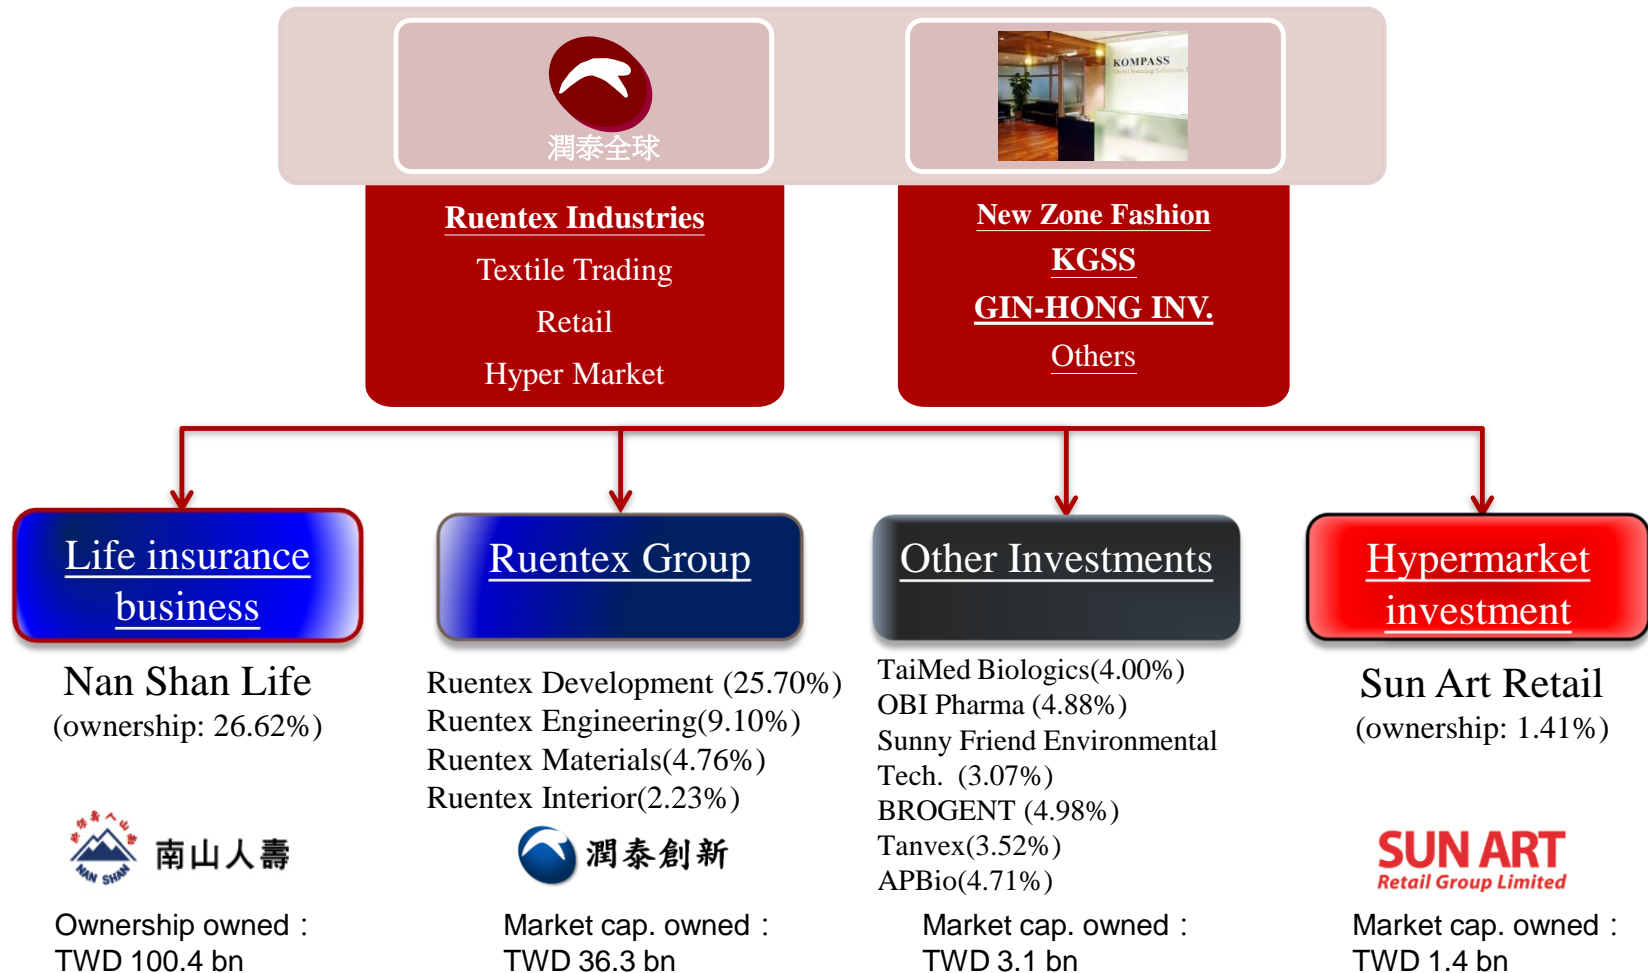 潤泰全球
KOMPASS
Ruentex Industries
Textile Trading
Retail
Hyper Market
New Zone Fashion
KGSS
GIN-HONG INV.
Others
Life insurance
business
Nan Shan Life
(ownership: 26.62%)
NAN SHAN
南山人壽
Ownership owned：
TWD 100.4 bn
Ruentex Group
Ruentex Development (25.70%)
Ruentex Engineering(9.10%)
Ruentex Materials(4.76%)
Ruentex Interior(2.23%)
潤泰創新
Market cap. owned：
TWD 36.3 bn
Other Investments
TaiMed Biologics(4.00%)
OBI Pharma (4.88%)
Sunny Friend Environmental
Tech. (3.07%)
BROGENT (4.98%)
Tanvex(3.52%)
APBio(4.71%)
Market cap. owned：
TWD 3.1 bn
Hypermarket
investment
Sun Art Retail
(ownership: 1.41%)
SUN ART
Retail Group Limited
Market cap. owned：
TWD 1.4 bn